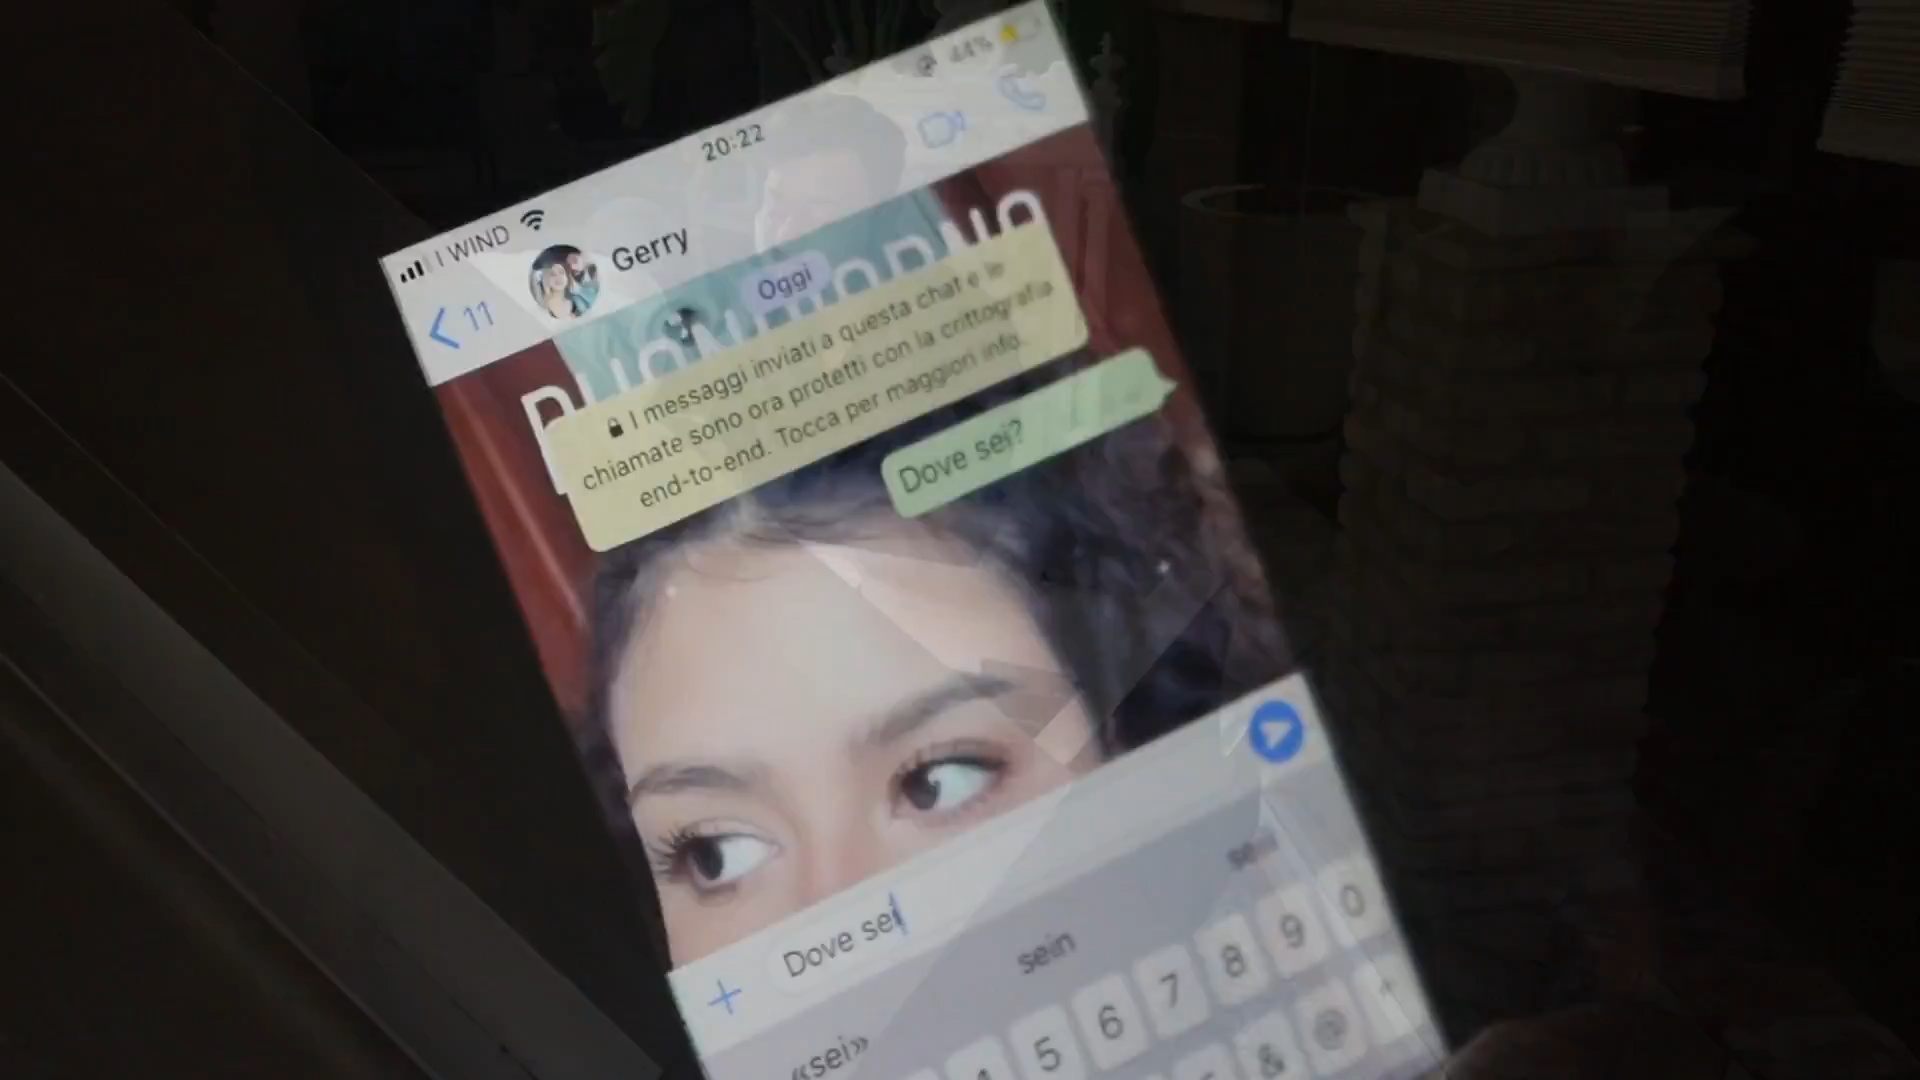 I WIND
20:22
44%
11
Gerry
Oggi
I messaggi inviati a questa chat e le
chiamate sono ora protetti con la crittografia
end-to-end. Tocca per maggiori info.
Dove sei?
Dove sei
«sei»
sein
4 5 6 7 8 9 0
& @ "